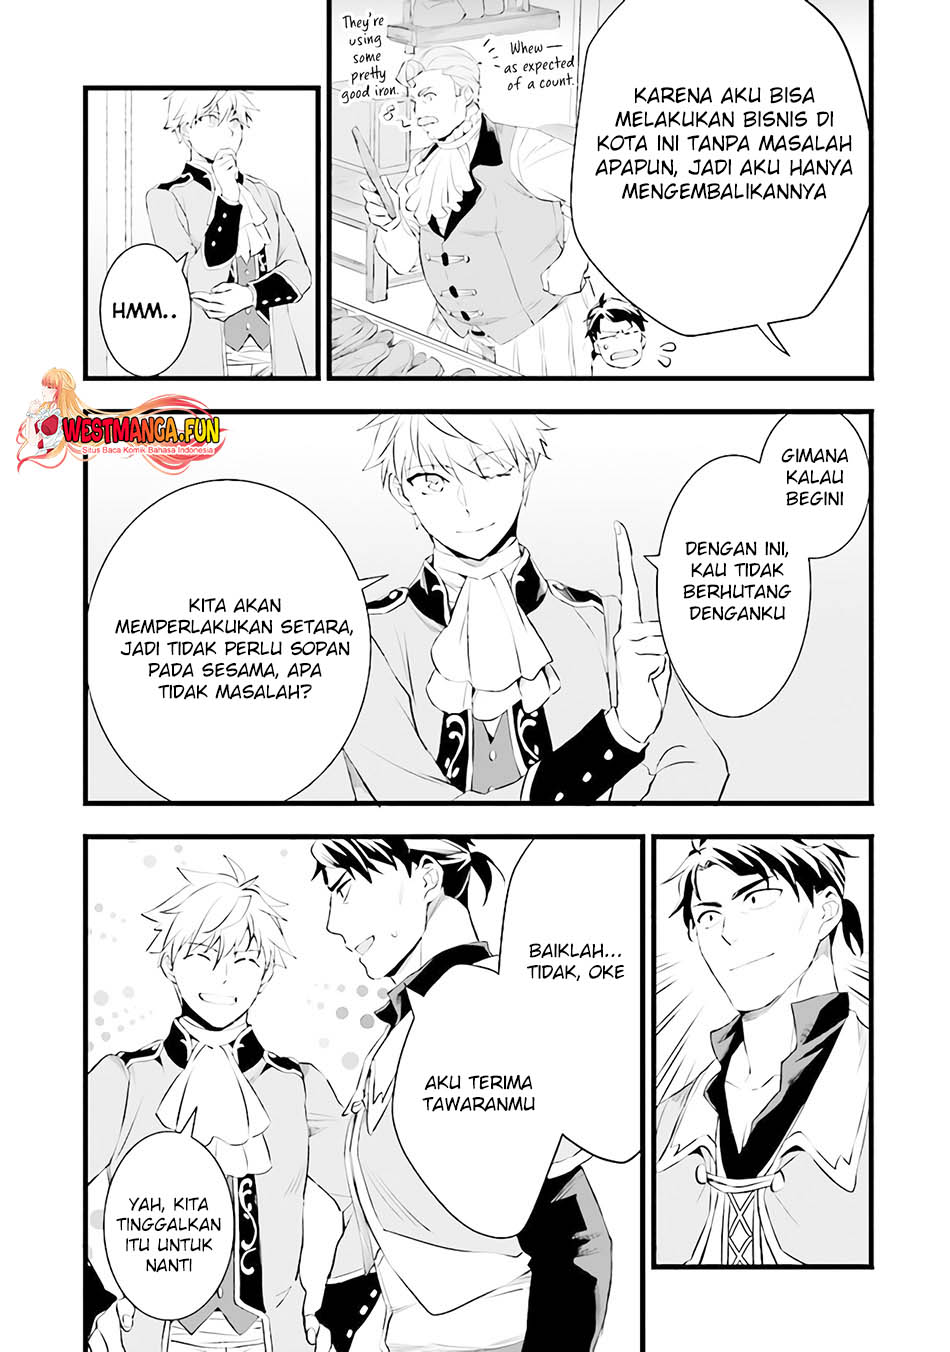 KARENA AKU BISA
MELAKUKAN BISNIS DI
KOTA INI TANPA MASALAH
APAPUN, JADI AKU HANYA
MENGEMBALIKANNYA
Whew—
as expected
of a count.
They're
using
some
pretty
good iron.
HMM..
GIMANA
KALAU
BEGINI
DENGAN INI,
KAU TIDAK
BERHUTANG
DENGANKU
KITA AKAN
MEMPERLAKUKAN SETARA,
JADI TIDAK PERLU SOPAN
PADA SESAMA, APA
TIDAK MASALAH?
WESTMANGA.FUN
Situs Baca Komik Bahasa Indonesia
BAIKLAH...
TIDAK, OKE
AKU TERIMA
TAWARANMU
YAH, KITA
TINGGALKAN
ITU UNTUK
NANTI